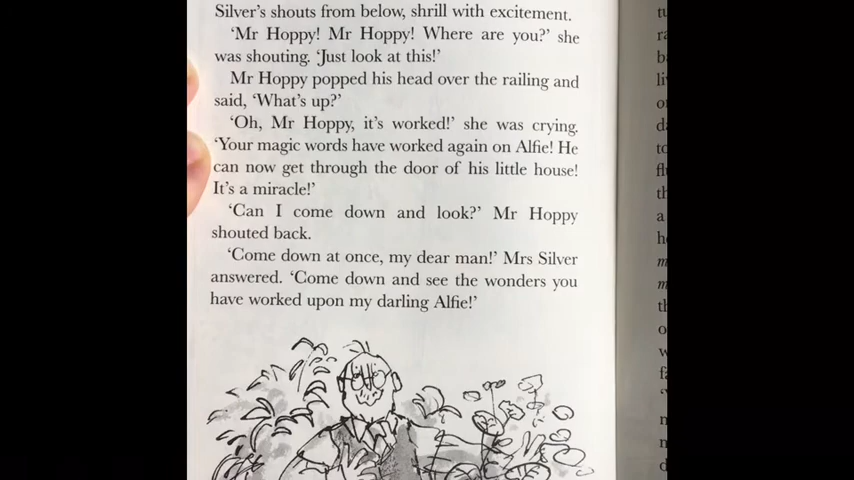 Silver's shouts from below, shrill with excitement.
'Mr Hoppy! Mr Hoppy! Where are you?' she
was shouting. 'Just look at this!'
Mr Hoppy popped his head over the railing and
said, 'What's up?'
'Oh, Mr Hoppy, it's worked!' she was crying.
'Your magic words have worked again on Alfie! He
can now get through the door of his little house!
It's a miracle!'
'Can I come down and look?' Mr Hoppy
shouted back.
'Come down at once, my dear man!' Mrs Silver
answered. 'Come down and see the wonders you
have worked upon my darling Alfie!'